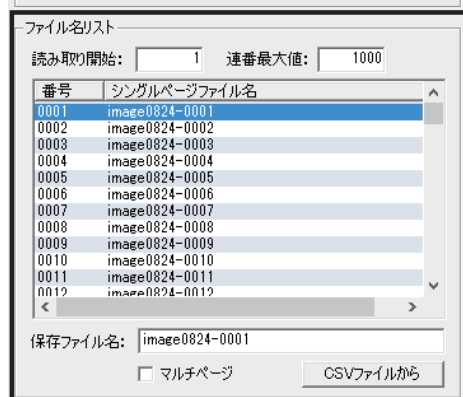 ファイル名リスト
読み取り開始: 1 連番最大値: 1000
番号 シングルページファイル名
0001 image0824-0001
0002 image0824-0002
0003 image0824-0003
0004 image0824-0004
0005 image0824-0005
0006 image0824-0006
0007 image0824-0007
0008 image0824-0008
0009 image0824-0009
0010 image0824-0010
0011 image0824-0011
0012 image0824-0012
保存ファイル名: image0824-0001
マルチページ CSVファイルから